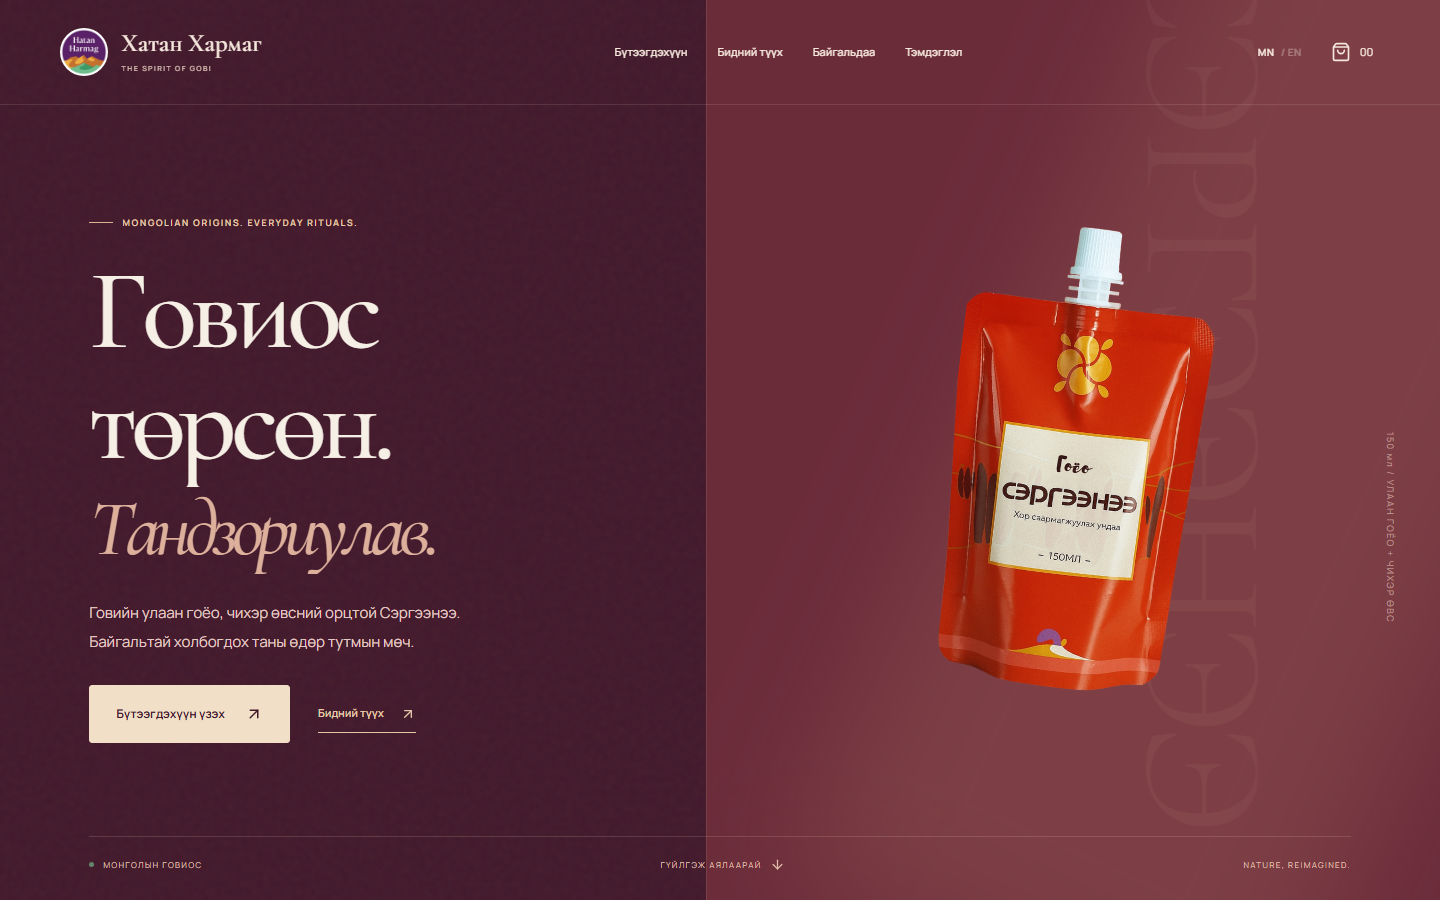 Hatan
Harmag
Хатан Хармаг
THE SPIRIT OF GOBI
Бүтээгдэхүүн
Бидний түүх
Байгальдаа
Тэмдэглэл
MN / EN
00
MONGOLIAN ORIGINS. EVERYDAY RITUALS.
Говиос
төрсөн.
Тандзориулав.
Говийн улаан гоёо, чихэр өвсний орцтой Сэргээнээ.
Байгальтай холбогдох таны өдөр тутмын мөч.
Бүтээгдэхүүн үзэх
Бидний түүх
Гоёо
сэргээнээ
Хор саармагжуулах ундаа
– 150МЛ –
150 мл / УЛААН ГОЁО + ЧИХЭР ӨВС
МОНГОЛЫН ГОВИОС
ГҮЙЛГЭЖ АЯЛААРАЙ
NATURE, REIMAGINED.